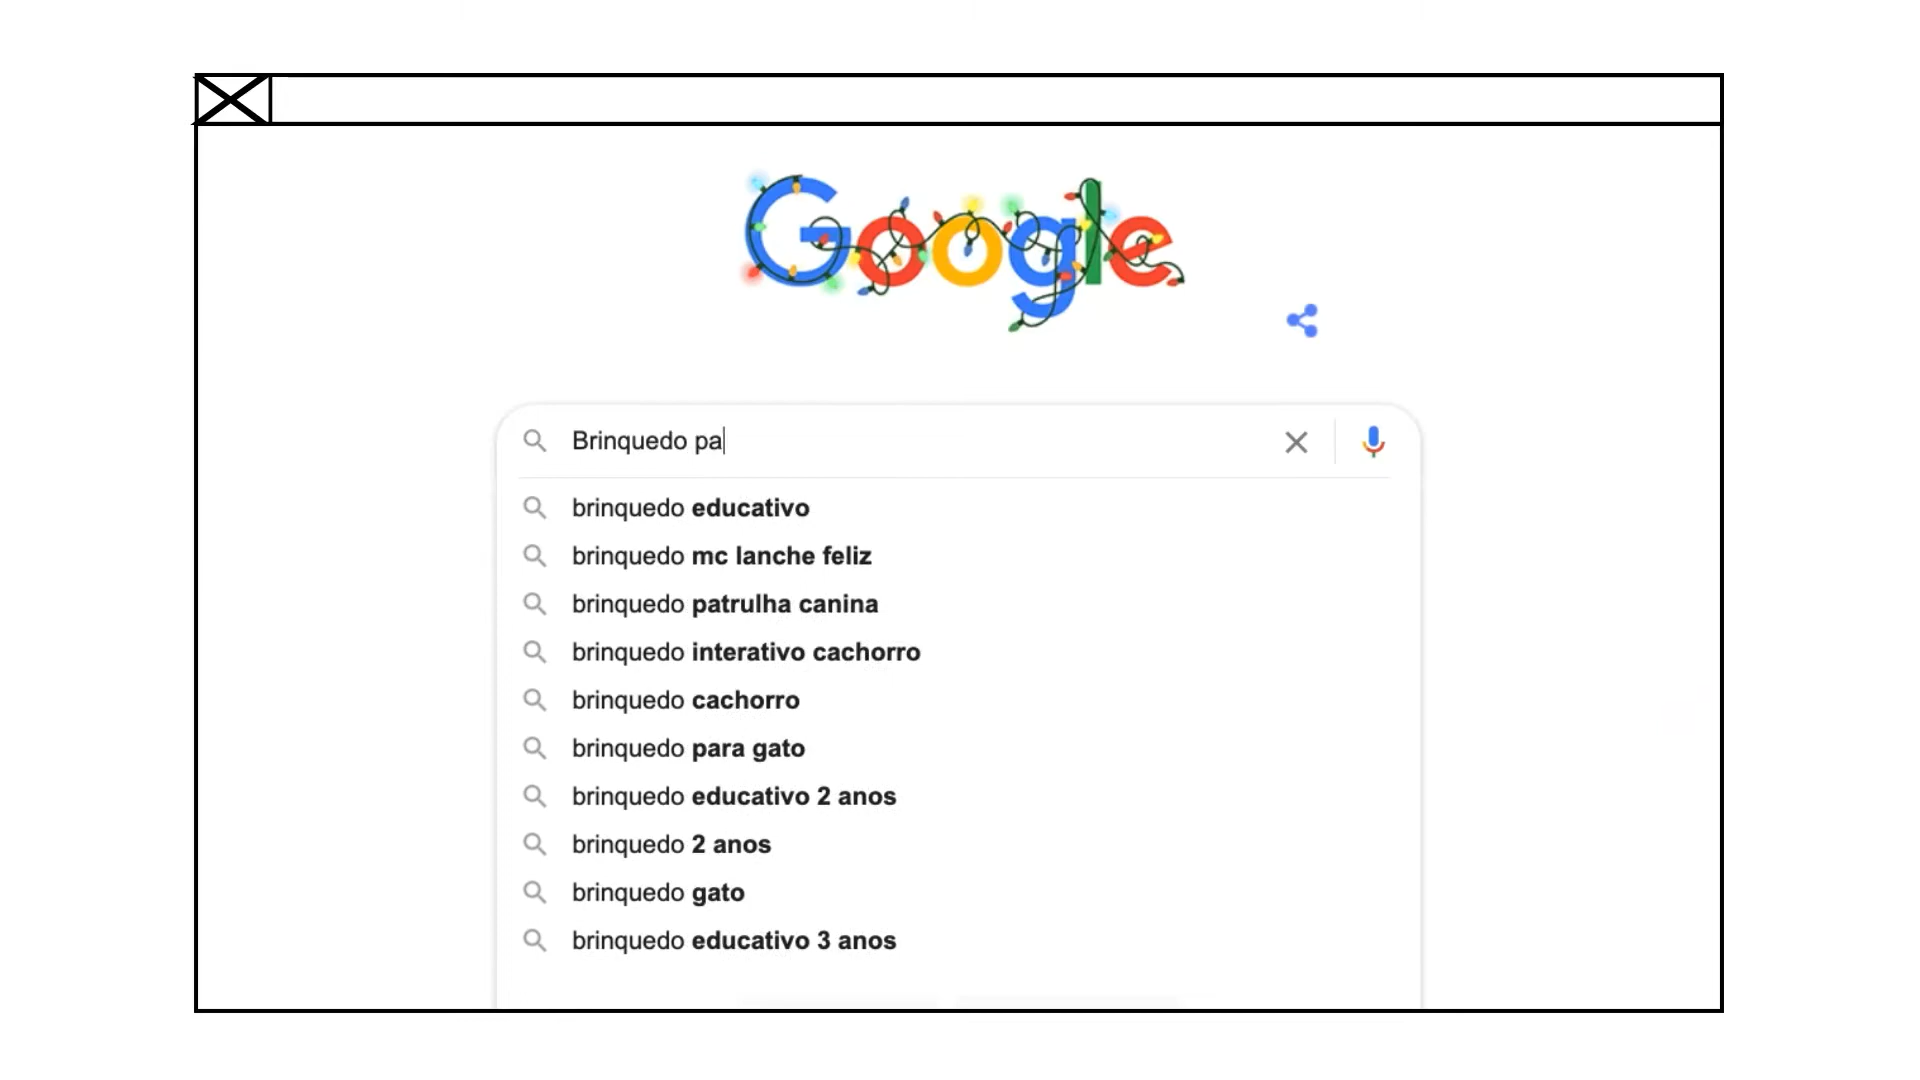 Google
Brinquedo pa
brinquedo educativo
brinquedo mc lanche feliz
brinquedo patrulha canina
brinquedo interativo cachorro
brinquedo cachorro
brinquedo para gato
brinquedo educativo 2 anos
brinquedo 2 anos
brinquedo gato
brinquedo educativo 3 anos